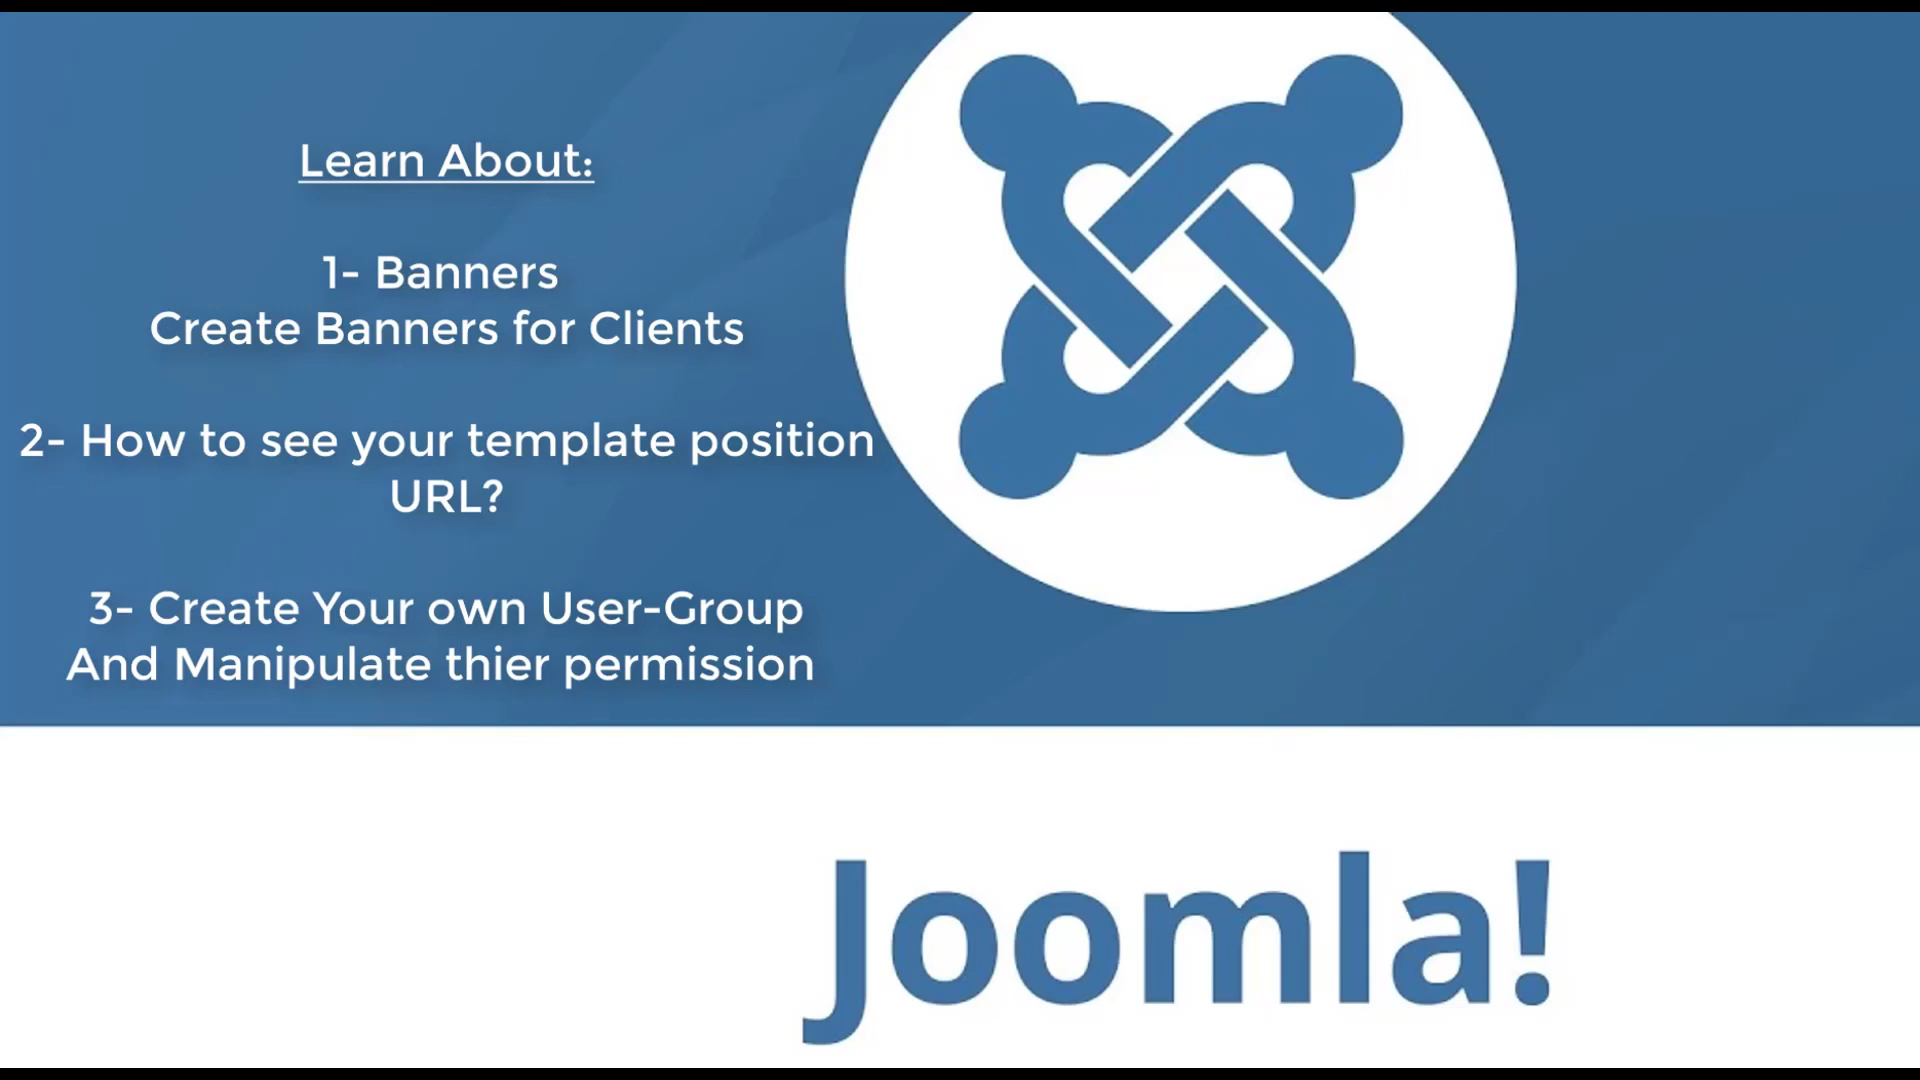 Learn About:
1- Banners
Create Banners for Clients
2- How to see your template position
URL?
3- Create Your own User-Group
And Manipulate thier permission
Joomla!